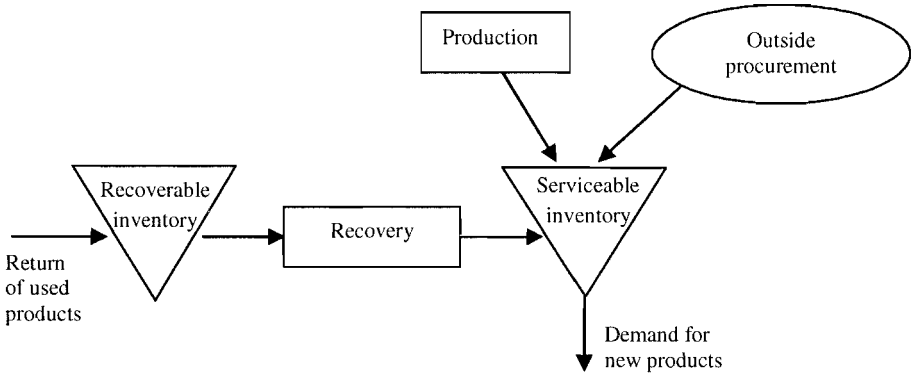 Production
Outside
procurement
Recoverable
inventory
Serviceable
inventory
Recovery
Return
of used
products
Demand for
new products